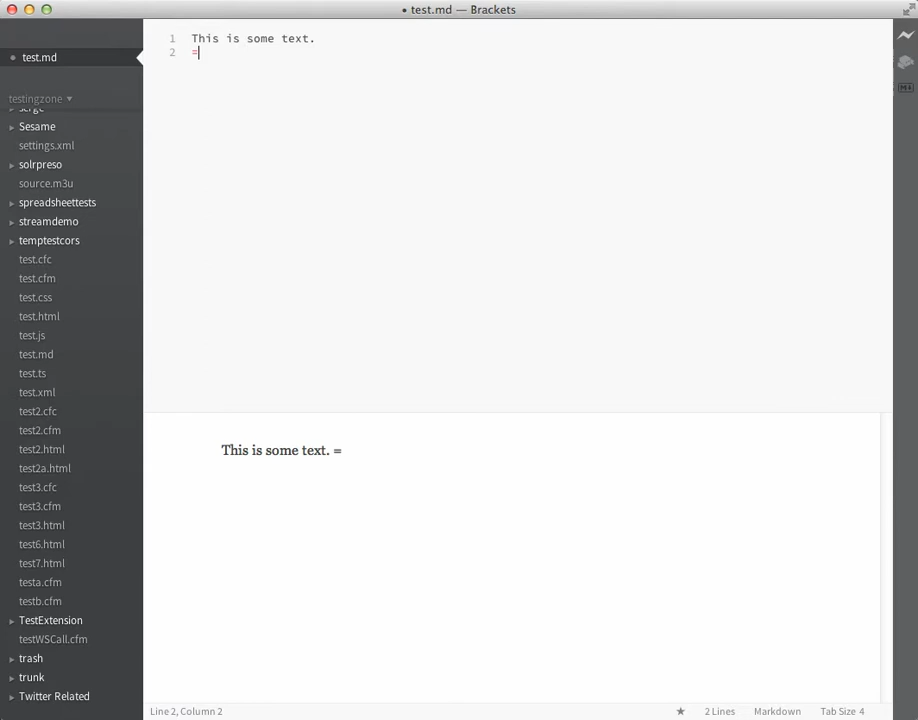 • test.md — Brackets
test.md
testingzone
serge
Sesame
settings.xml
solrpreso
source.m3u
spreadsheettests
streamdemo
temptestcors
test.cfc
test.cfm
test.css
test.html
test.js
test.md
test.ts
test.xml
test2.cfc
test2.cfm
test2.html
test2a.html
test3.cfc
test3.cfm
test3.html
test6.html
test7.html
testa.cfm
testb.cfm
TestExtension
testWSCall.cfm
trash
trunk
Twitter Related
1 This is some text.
2 =
This is some text. =
Line 2, Column 2
2 Lines Markdown Tab Size 4